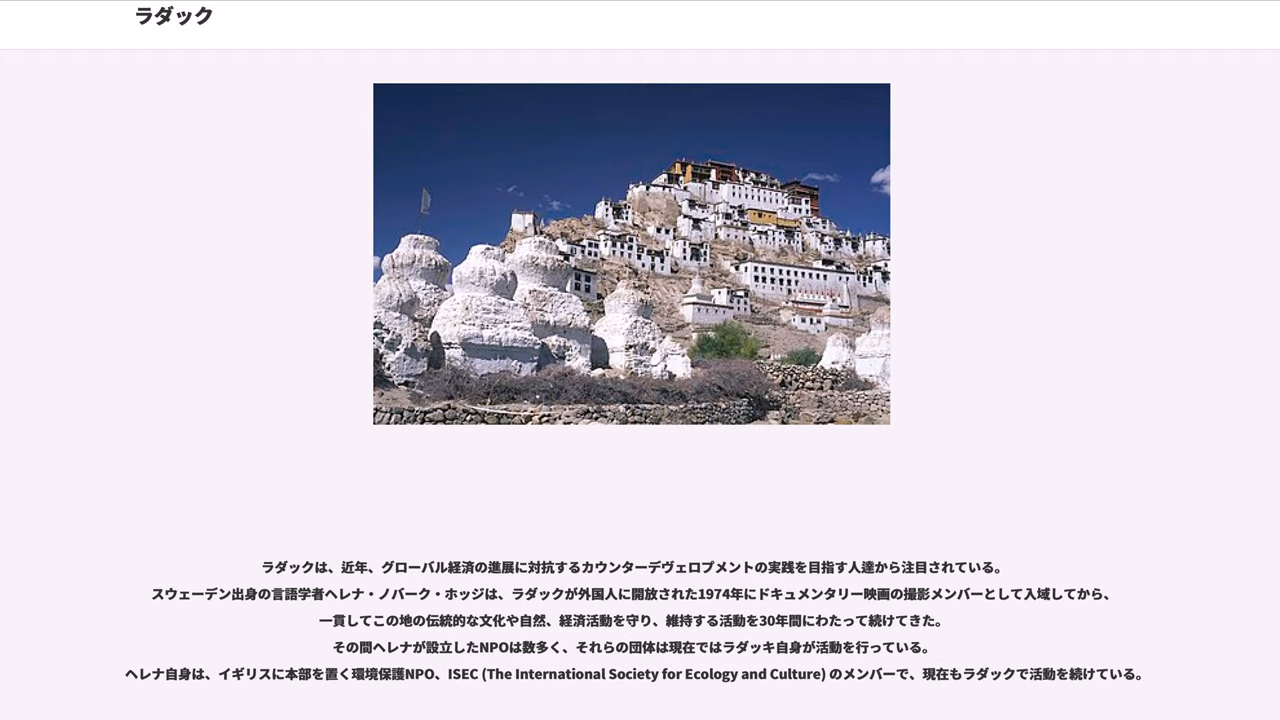 ラダック
ラダックは、近年、グローバル経済の進展に対抗するカウンターデヴェロプメントの実践を目指す人達から注目されている。
スウェーデン出身の言語学者ヘレナ・ノバーク・ホッジは、ラダックが外国人に開放された1974年にドキュメンタリー映画の撮影メンバーとして入域してから、
一貫してこの地の伝統的な文化や自然、経済活動を守り、維持する活動を30年間にわたって続けてきた。
その間ヘレナが設立したNPOは数多く、それらの団体は現在ではラダッキ自身が活動を行っている。
ヘレナ自身は、イギリスに本部を置く環境保護NPO、ISEC (The International Society for Ecology and Culture) のメンバーで、現在もラダックで活動を続けている。